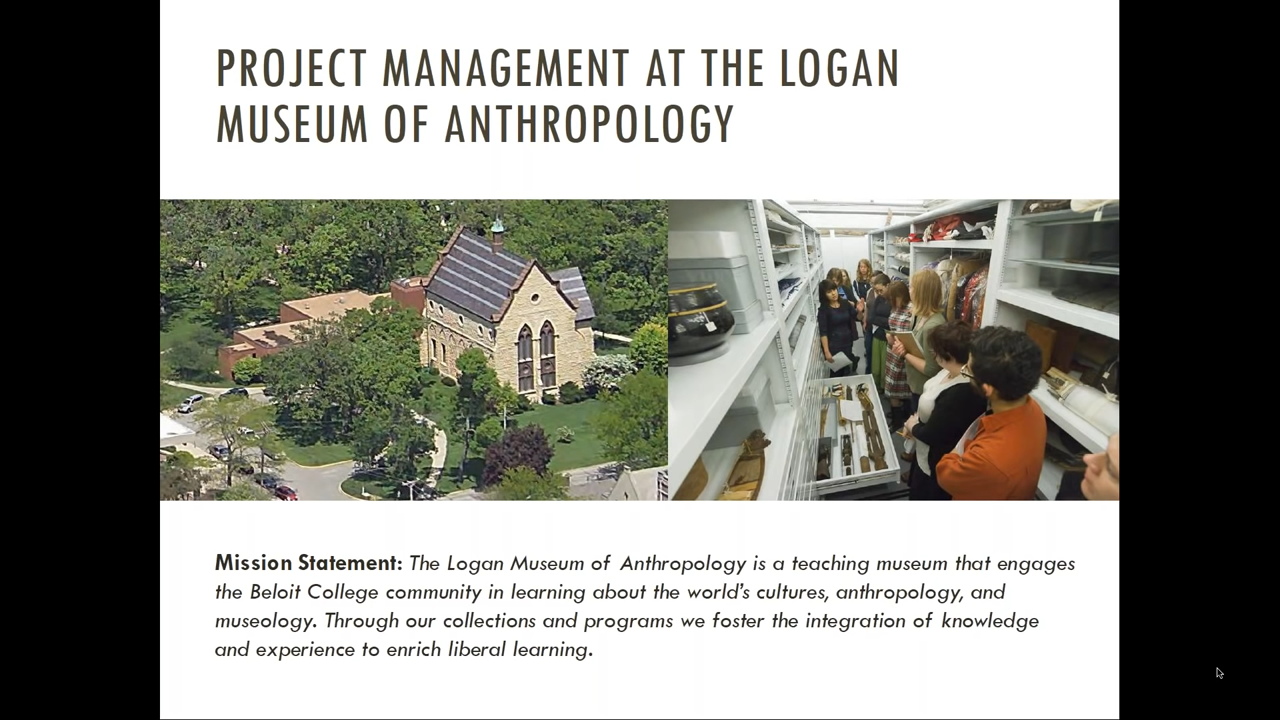 PROJECT MANAGEMENT AT THE LOGAN
MUSEUM OF ANTHROPOLOGY
Mission Statement: The Logan Museum of Anthropology is a teaching museum that engages
the Beloit College community in learning about the world's cultures, anthropology, and
museology. Through our collections and programs we foster the integration of knowledge
and experience to enrich liberal learning.